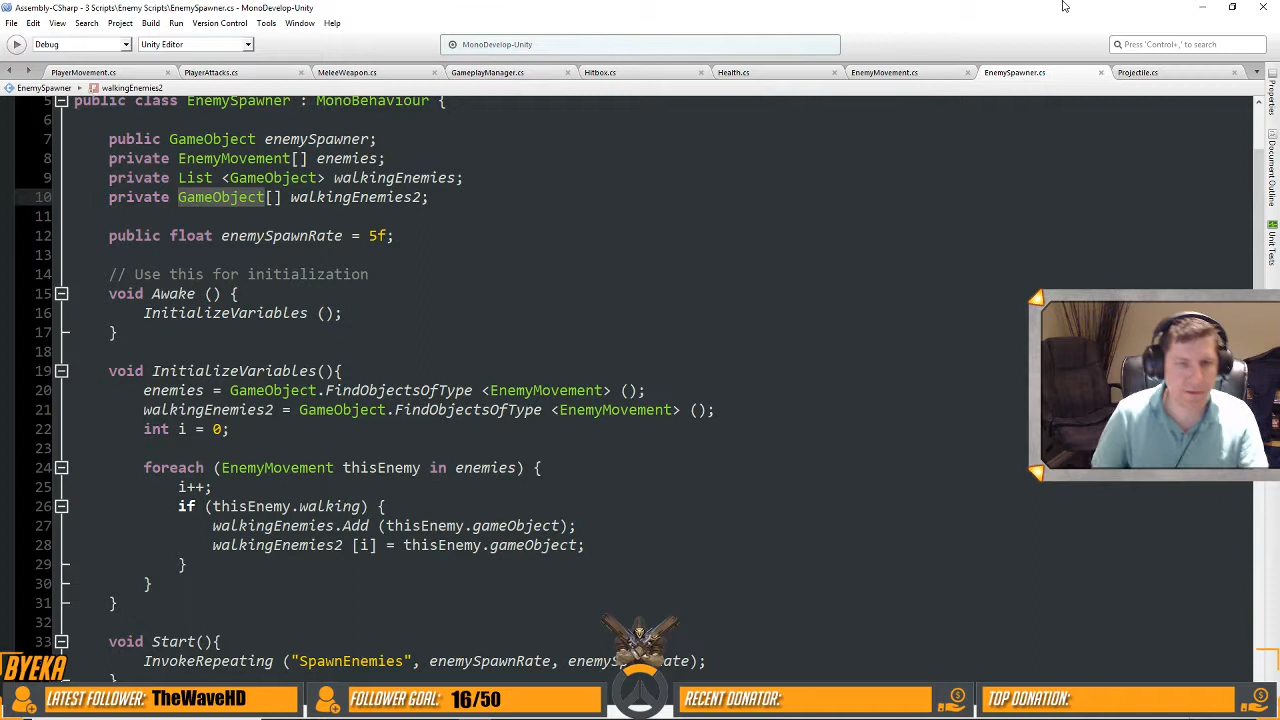 Assembly-CSharp - 3 Scripts\Enemy Scripts\EnemySpawner.cs - MonoDevelop-Unity
File Edit View Search Project Build Run Version Control Tools Window Help
Debug Unity Editor MonoDevelop-Unity Press 'Control+,' to search
PlayerMovement.cs PlayerAttacks.cs MeleeWeapon.cs GameplayManager.cs Hitbox.cs Health.cs EnemyMovement.cs EnemySpawner.cs Projectile.cs
EnemySpawner walkingEnemies2
5 public class EnemySpawner : MonoBehaviour {
6
7 public GameObject enemySpawner;
8 private EnemyMovement[] enemies;
9 private List <GameObject> walkingEnemies;
10 private GameObject[] walkingEnemies2;
11
12 public float enemySpawnRate = 5f;
13
14 // Use this for initialization
15 void Awake () {
16 InitializeVariables ();
17 }
18
19 void InitializeVariables(){
20 enemies = GameObject.FindObjectsOfType <EnemyMovement> ();
21 walkingEnemies2 = GameObject.FindObjectsOfType <EnemyMovement> ();
22 int i = 0;
23
24 foreach (EnemyMovement thisEnemy in enemies) {
25 i++;
26 if (thisEnemy.walking) {
27 walkingEnemies.Add (thisEnemy.gameObject);
28 walkingEnemies2 [i] = thisEnemy.gameObject;
29 }
30 }
31 }
32
33 void Start(){
InvokeRepeating ("SpawnEnemies", enemySpawnRate,
Properties
Document Outline
Unit Tests
BYEKA
LATEST FOLLOWER: TheWaveHD
FOLLOWER GOAL: 16/50
RECENT DONATOR:
TOP DONATION: